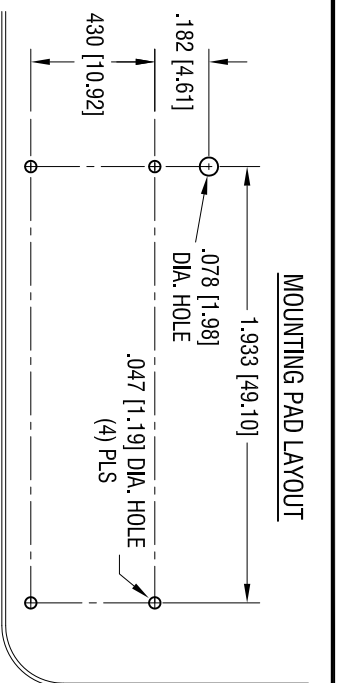 MOUNTING PAD LAYOUT
1.933 [49.10]
.182 [4.61]
.430 [10.92]
.078 [1.98]
DIA. HOLE
.047 [1.19] DIA. HOLE
(4) PLS